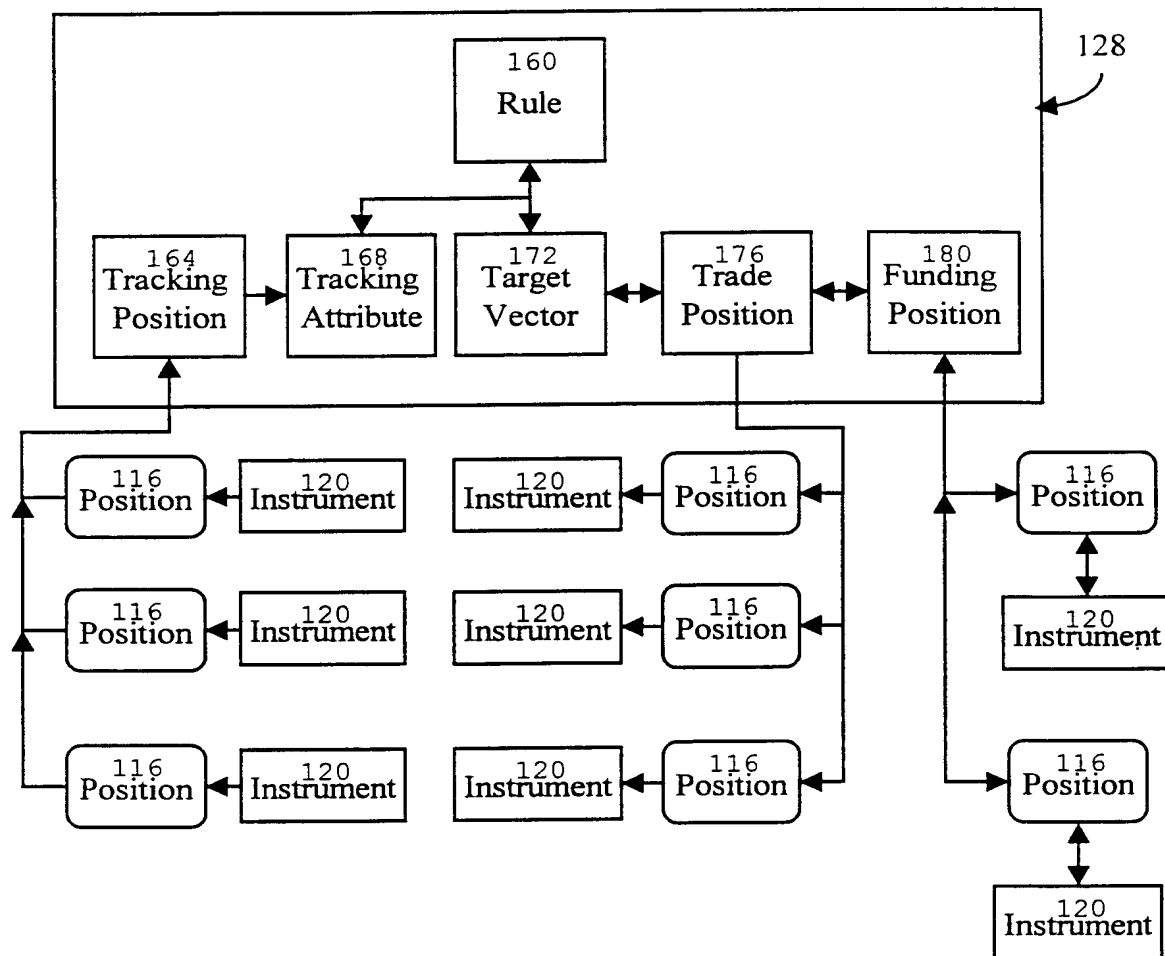 128
160
Rule
164
Tracking
Position
168
Tracking
Attribute
172
Target
Vector
176
Trade
Position
180
Funding
Position
116
Position
120
Instrument
120
Instrument
116
Position
116
Position
120
Instrument
116
Position
120
Instrument
120
Instrument
116
Position
120
Instrument
116
Position
120
Instrument
120
Instrument
116
Position
116
Position
120
Instrument